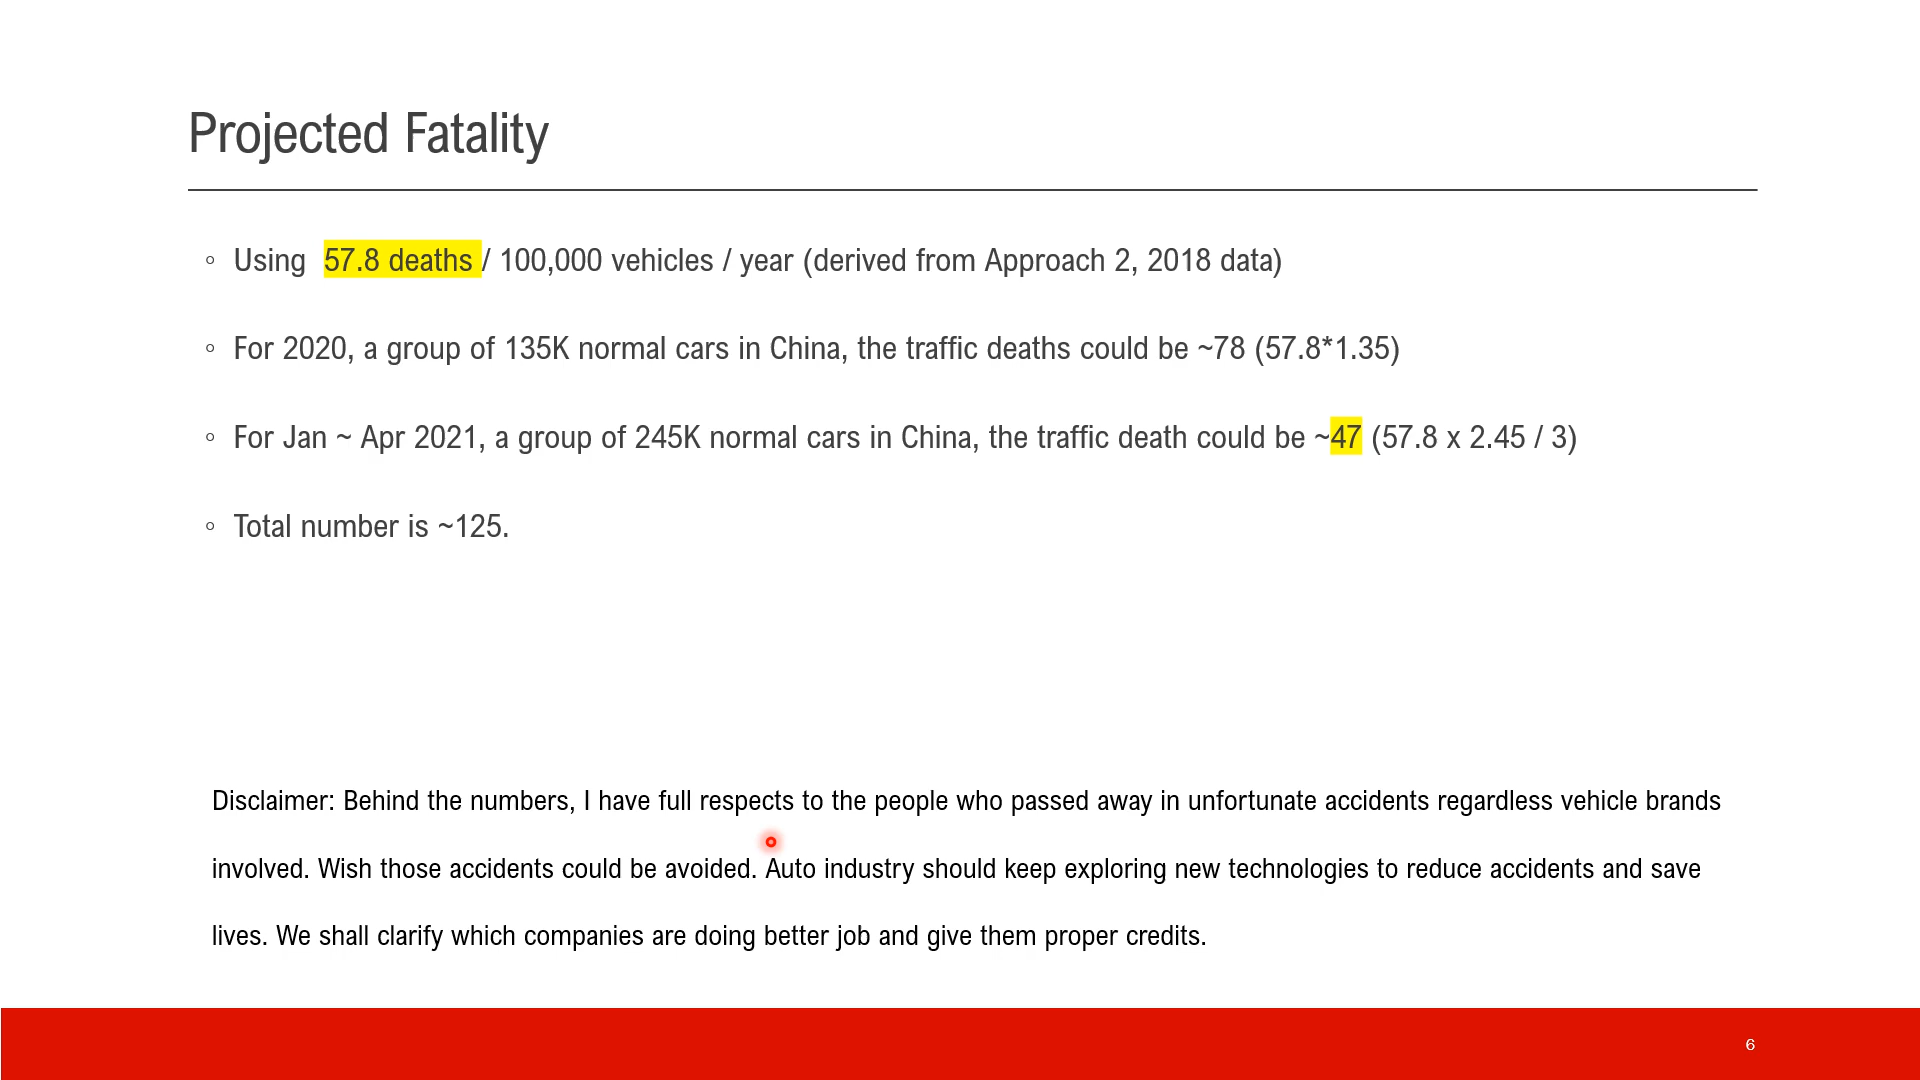 Projected Fatality
◦ Using  57.8 deaths / 100,000 vehicles / year (derived from Approach 2, 2018 data)
◦ For 2020, a group of 135K normal cars in China, the traffic deaths could be ~78 (57.8*1.35)
◦ For Jan ~ Apr 2021, a group of 245K normal cars in China, the traffic death could be ~47 (57.8 x 2.45 / 3)
◦ Total number is ~125.
Disclaimer: Behind the numbers, I have full respects to the people who passed away in unfortunate accidents regardless vehicle brands
involved. Wish those accidents could be avoided. Auto industry should keep exploring new technologies to reduce accidents and save
lives. We shall clarify which companies are doing better job and give them proper credits.
6